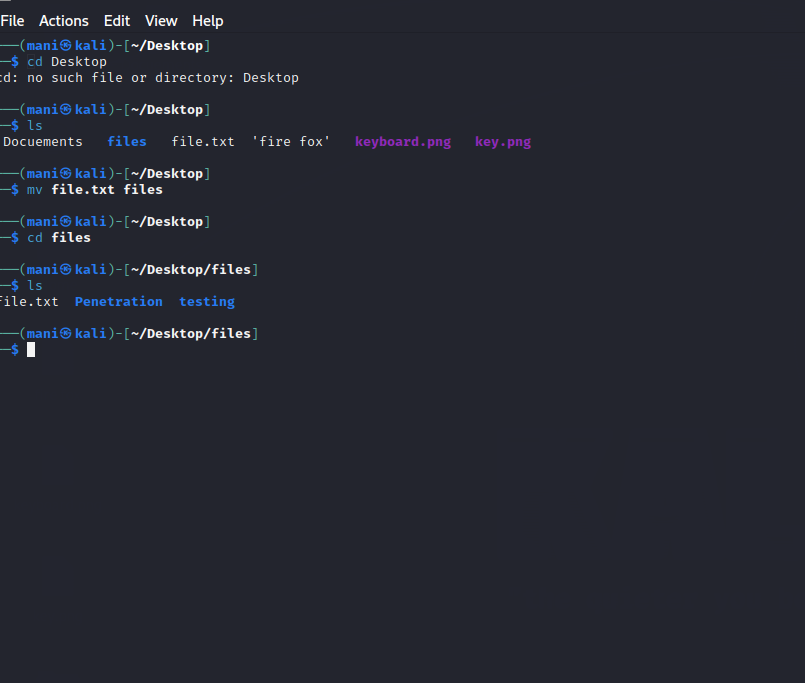 File Actions Edit View Help
──(mani㉿kali)-[~/Desktop]
─$ cd Desktop
cd: no such file or directory: Desktop
──(mani㉿kali)-[~/Desktop]
─$ ls
Docuements files file.txt 'fire fox' keyboard.png key.png
──(mani㉿kali)-[~/Desktop]
─$ mv file.txt files
──(mani㉿kali)-[~/Desktop]
─$ cd files
──(mani㉿kali)-[~/Desktop/files]
─$ ls
file.txt Penetration testing
──(mani㉿kali)-[~/Desktop/files]
─$